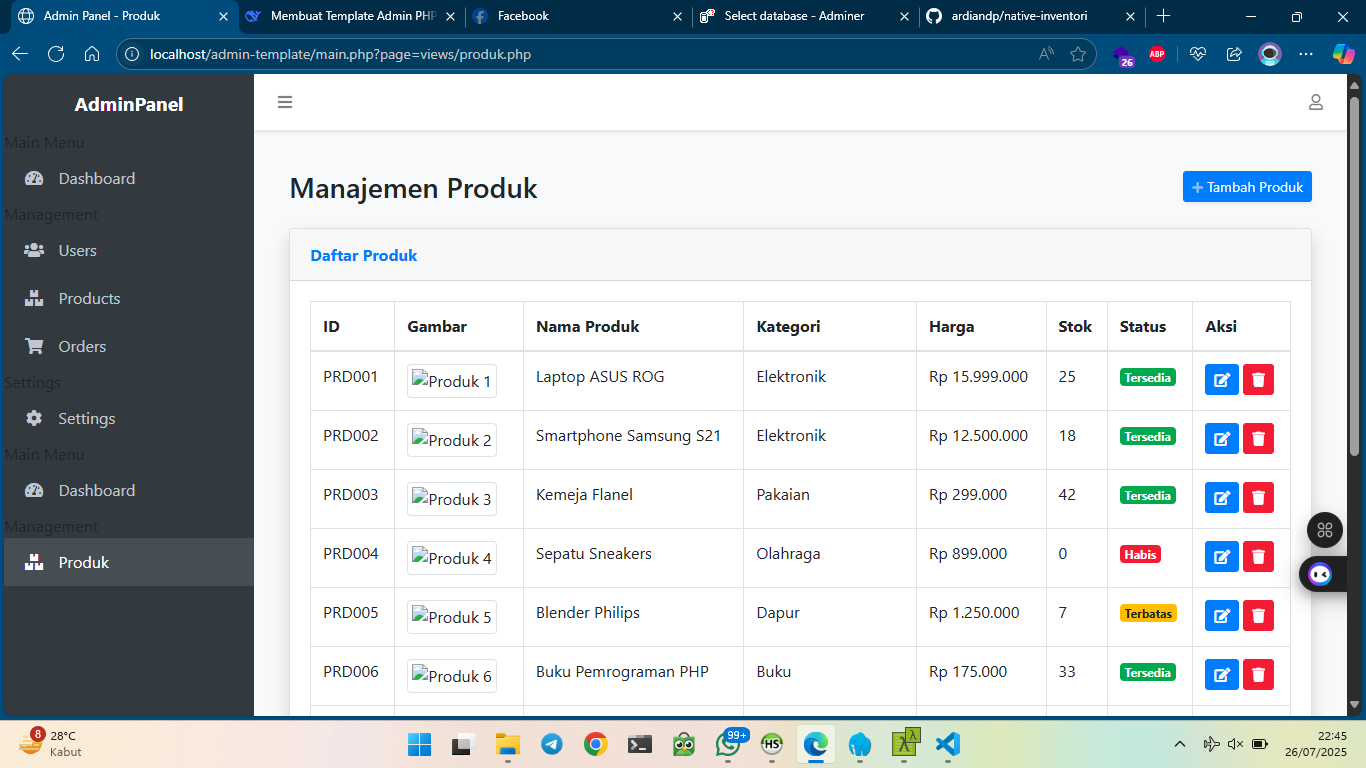 Admin Panel - Produk
Membuat Template Admin PHP
Facebook
Select database - Adminer
ardiandp/native-inventori
localhost/admin-template/main.php?page=views/produk.php
26
ABP
AdminPanel
Main Menu
Dashboard
Management
Users
Products
Orders
Settings
Settings
Main Menu
Dashboard
Management
Produk
Manajemen Produk
+ Tambah Produk
Daftar Produk
ID Gambar Nama Produk Kategori Harga Stok Status Aksi
PRD001 Produk 1 Laptop ASUS ROG Elektronik Rp 15.999.000 25 Tersedia
PRD002 Produk 2 Smartphone Samsung S21 Elektronik Rp 12.500.000 18 Tersedia
PRD003 Produk 3 Kemeja Flanel Pakaian Rp 299.000 42 Tersedia
PRD004 Produk 4 Sepatu Sneakers Olahraga Rp 899.000 0 Habis
PRD005 Produk 5 Blender Philips Dapur Rp 1.250.000 7 Terbatas
PRD006 Produk 6 Buku Pemrograman PHP Buku Rp 175.000 33 Tersedia
8
28°C
Kabut
99+
HS
22:45
26/07/2025